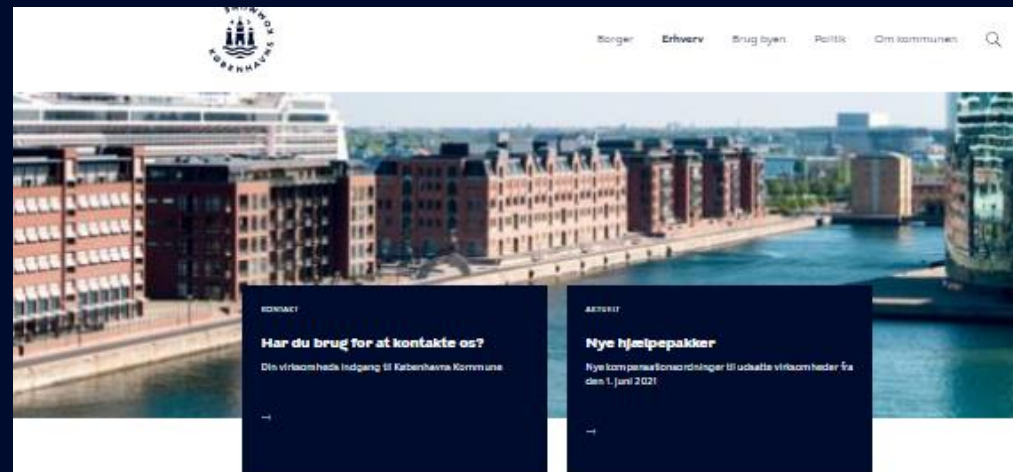 KØBENHAVNS KOMMUNE
Borger Erhverv Brug byen Politik Om kommunen
KONTAKT
Har du brug for at kontakte os?
Din virksomheds indgang til Københavns Kommune
→
AKTUELT
Nye hjælpepakker
Nye kompensationsordninger til udsatte virksomheder fra
den 1. juni 2021
→